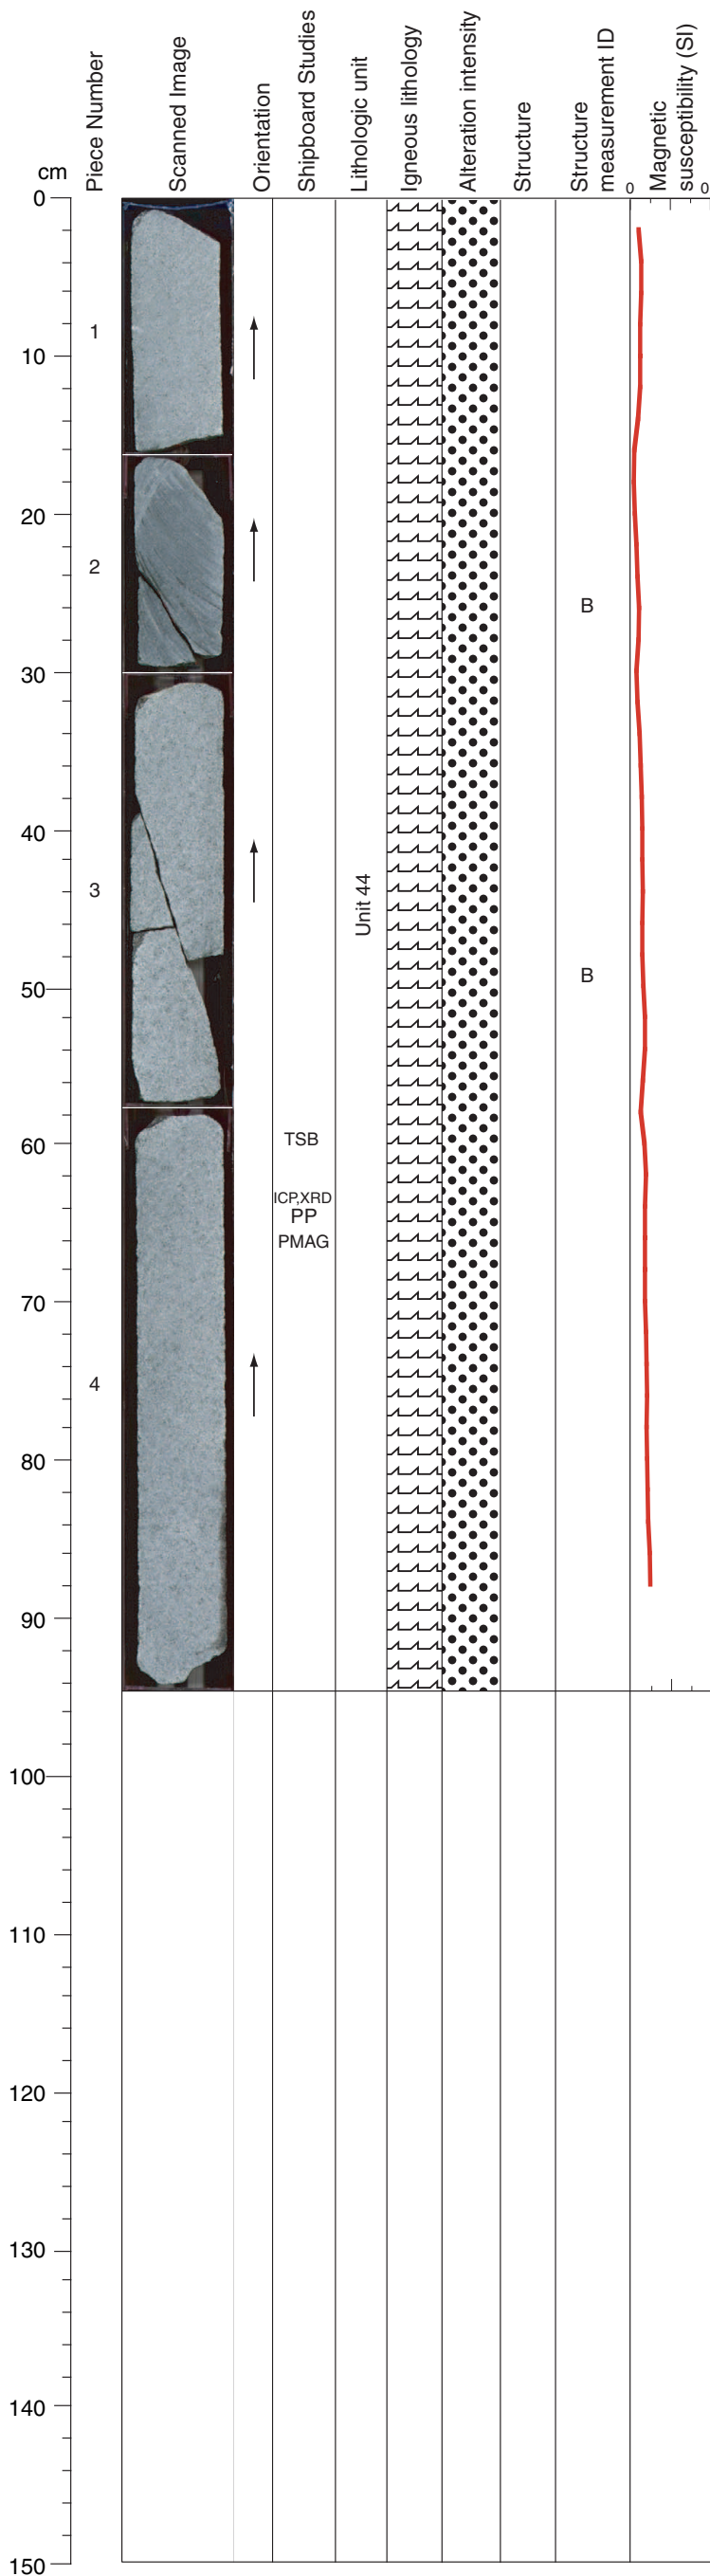 cm
Piece Number
Scanned Image
Orientation
Shipboard Studies
Lithologic unit
Igneous lithology
Alteration intensity
Structure
Structure
measurement ID
Magnetic
susceptibility (SI)
0
0
0
1
10
20
2
B
30
40
3
Unit 44
50
B
60
TSB
ICP,XRD
PP
PMAG
70
4
80
90
100
110
120
130
140
150